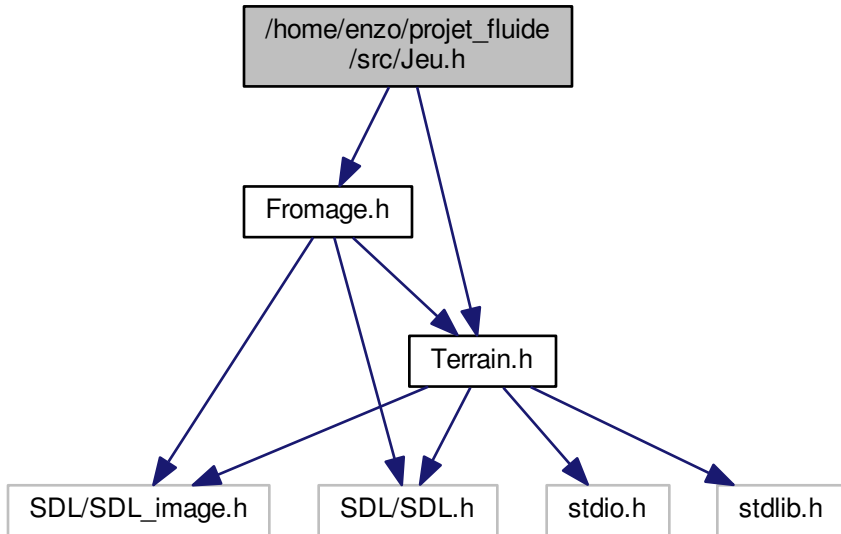 /home/enzo/projet_fluide
/src/Jeu.h
Fromage.h
Terrain.h
SDL/SDL_image.h
SDL/SDL.h
stdio.h
stdlib.h